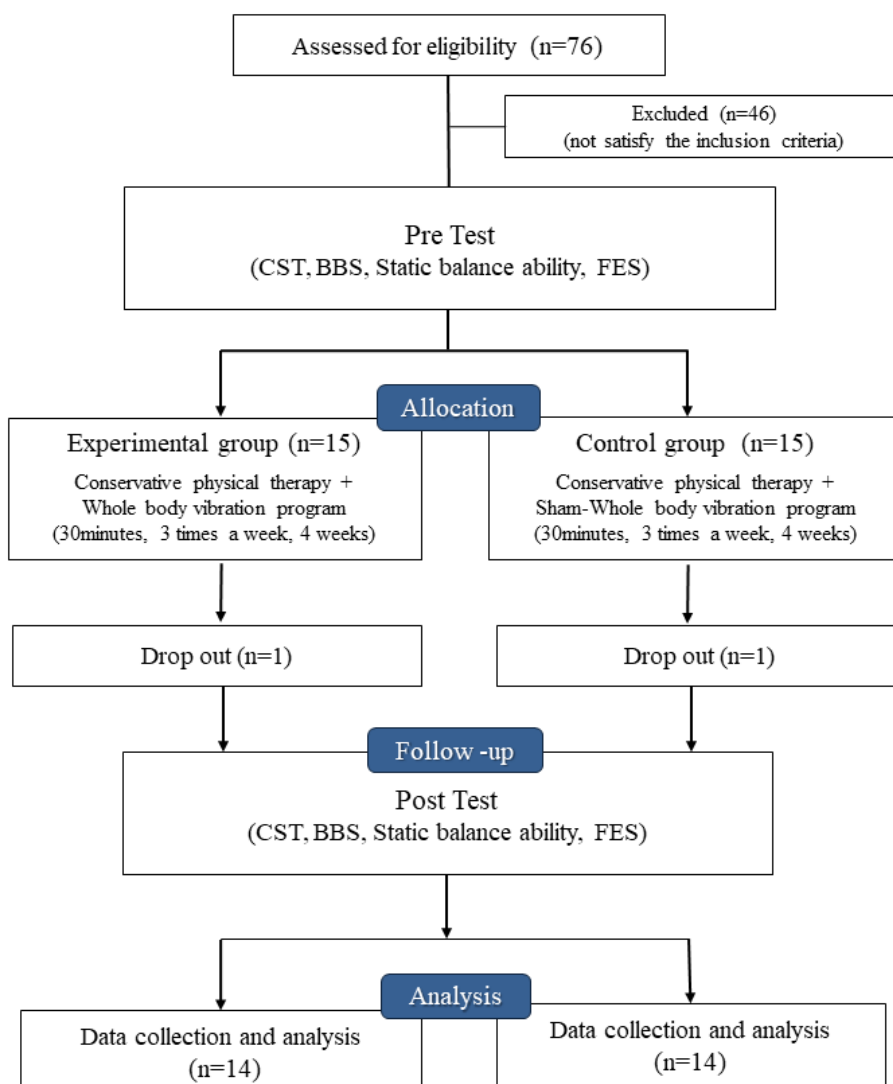 Assessed for eligibility (n=76)
Excluded (n=46)
(not satisfy the inclusion criteria)
Pre Test
(CST, BBS, Static balance ability, FES)
Allocation
Experimental group (n=15)
Conservative physical therapy +
Whole body vibration program
(30minutes, 3 times a week, 4 weeks)
Control group (n=15)
Conservative physical therapy +
Sham-Whole body vibration program
(30minutes, 3 times a week, 4 weeks)
Drop out (n=1)
Drop out (n=1)
Follow -up
Post Test
(CST, BBS, Static balance ability, FES)
Analysis
Data collection and analysis
(n=14)
Data collection and analysis
(n=14)